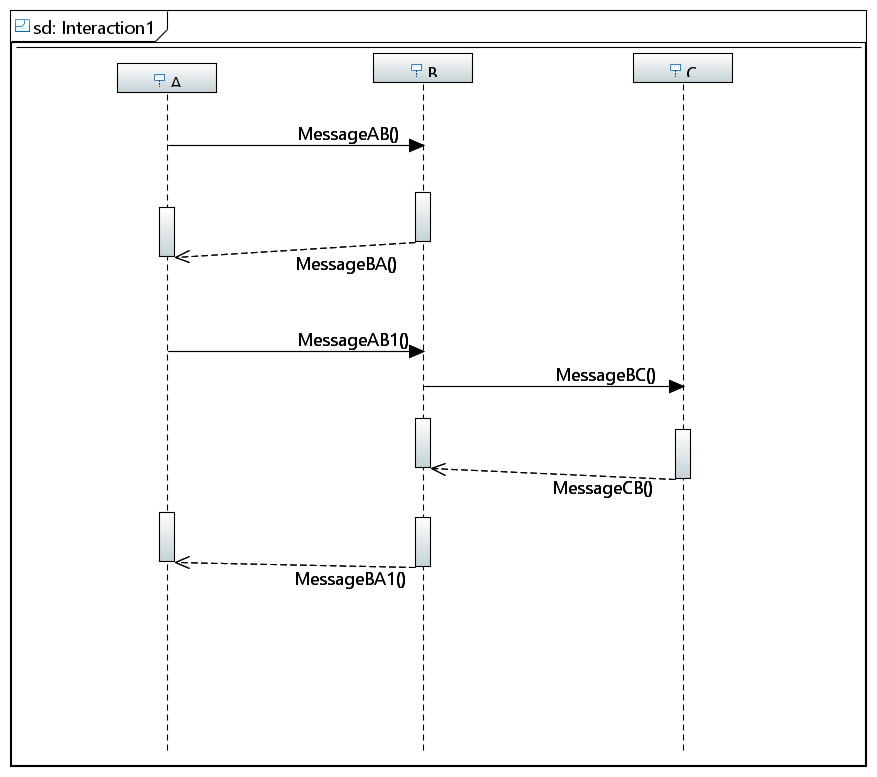 sd: Interaction1
A
B
C
MessageAB()
MessageBA()
MessageAB1()
MessageBC()
MessageCB()
MessageBA1()